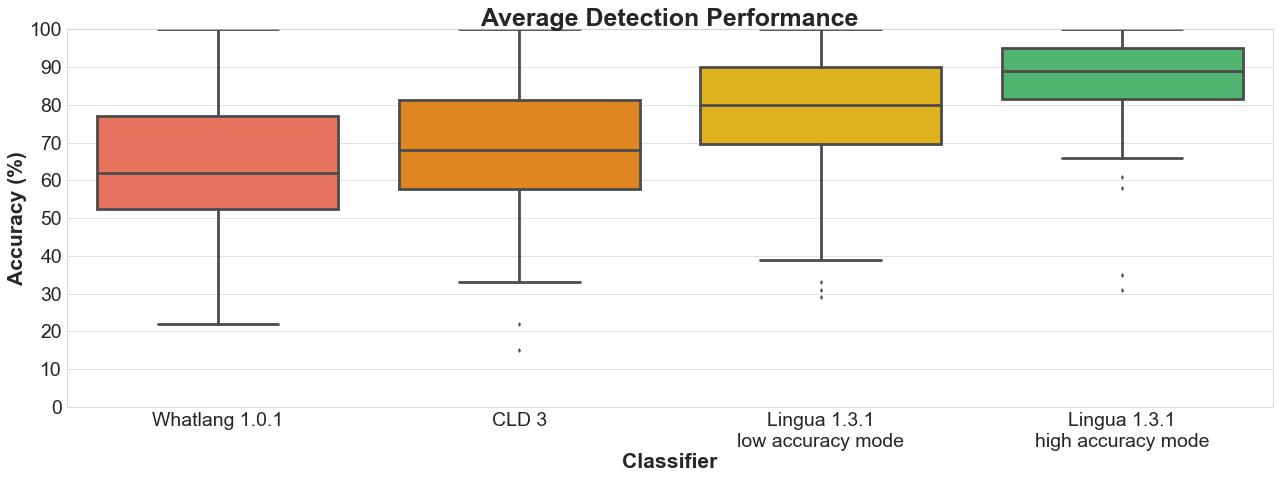 Average Detection Performance
Accuracy (%)
100
90
80
70
60
50
40
30
20
10
0
Whatlang 1.0.1
CLD 3
Lingua 1.3.1
low accuracy mode
Lingua 1.3.1
high accuracy mode
Classifier